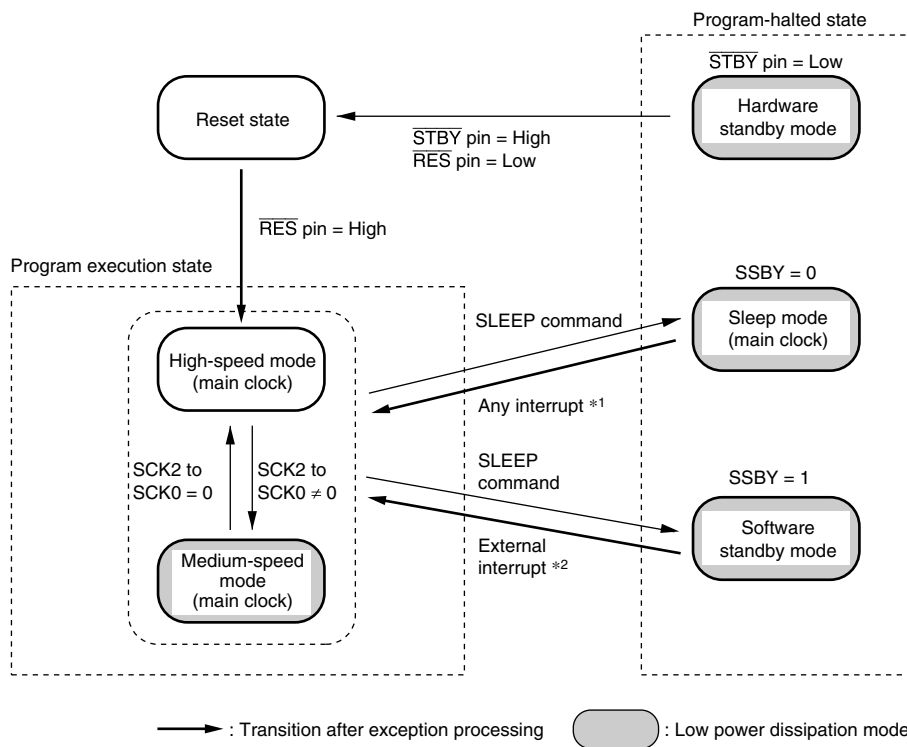 Program-halted state
STBY pin = Low
Hardware
standby mode
Reset state
STBY pin = High
RES pin = Low
RES pin = High
Program execution state
SSBY = 0
SLEEP command
Sleep mode
(main clock)
High-speed mode
(main clock)
Any interrupt *1
SCK2 to
SCK0 = 0
SCK2 to
SCK0 ≠ 0
SLEEP
command
SSBY = 1
Software
standby mode
External
interrupt *2
Medium-speed
mode
(main clock)
: Transition after exception processing
: Low power dissipation mode